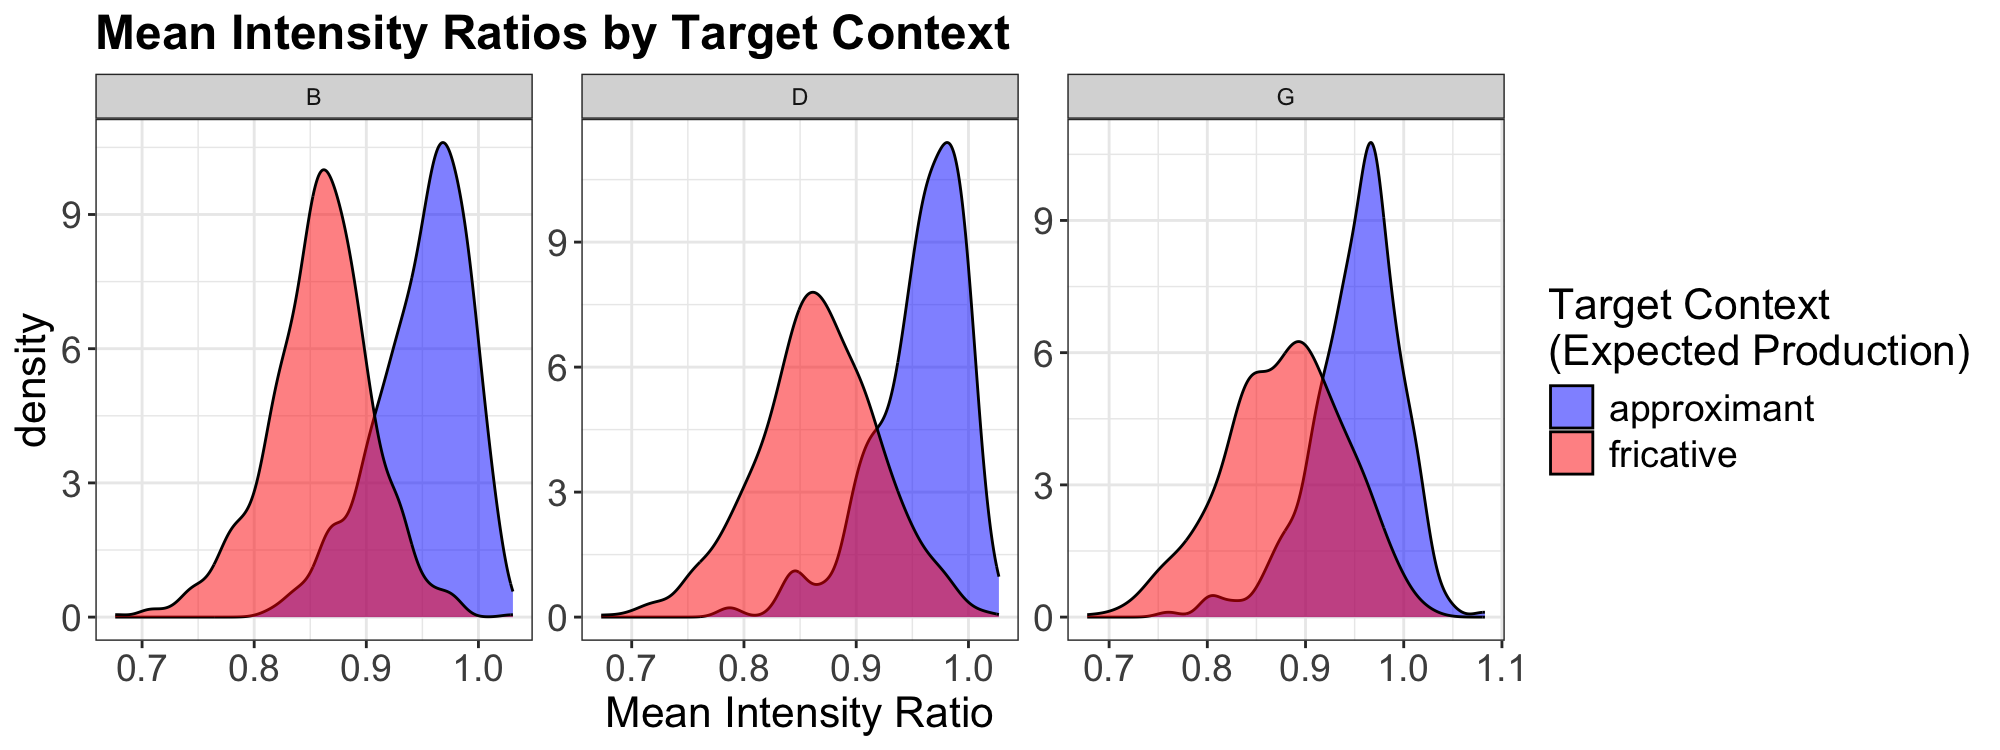 Mean Intensity Ratios by Target Context
B
D
G
density
9
6
3
0
9
6
3
0
9
6
3
0
0.7 0.8 0.9 1.0
0.7 0.8 0.9 1.0
0.7 0.8 0.9 1.0 1.1
Mean Intensity Ratio
Target Context
(Expected Production)
approximant
fricative